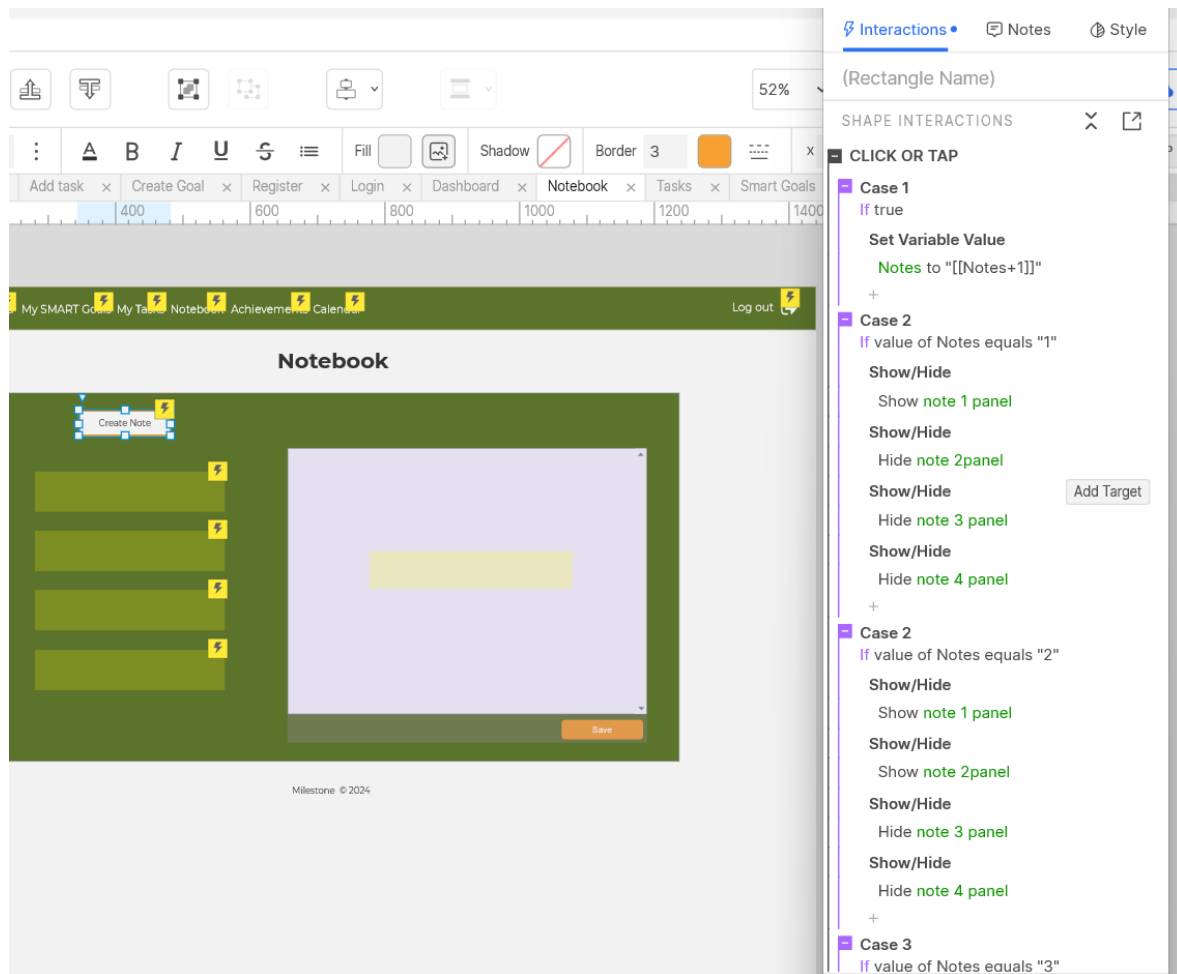 Interactions
Notes
Style
(Rectangle Name)
52%
SHAPE INTERACTIONS
A B I U S
Fill
Shadow
Border 3
X
CLICK OR TAP
Add task
Create Goal
Register
Login
Dashboard
Notebook
Tasks
Smart Goals
400
600
800
1000
1200
1400
Case 1
If true
Set Variable Value
Notes to "[[Notes+1]]"
+
Case 2
If value of Notes equals "1"
Show/Hide
Show note 1 panel
Show/Hide
Hide note 2panel
Show/Hide
Add Target
Hide note 3 panel
Show/Hide
Hide note 4 panel
+
Case 2
If value of Notes equals "2"
Show/Hide
Show note 1 panel
Show/Hide
Show note 2panel
Show/Hide
Hide note 3 panel
Show/Hide
Hide note 4 panel
+
Case 3
If value of Notes equals "3"
My SMART Goals
My Tasks
Notebook
Achievements
Calendar
Log out
Notebook
Create Note
Save
Milestone © 2024